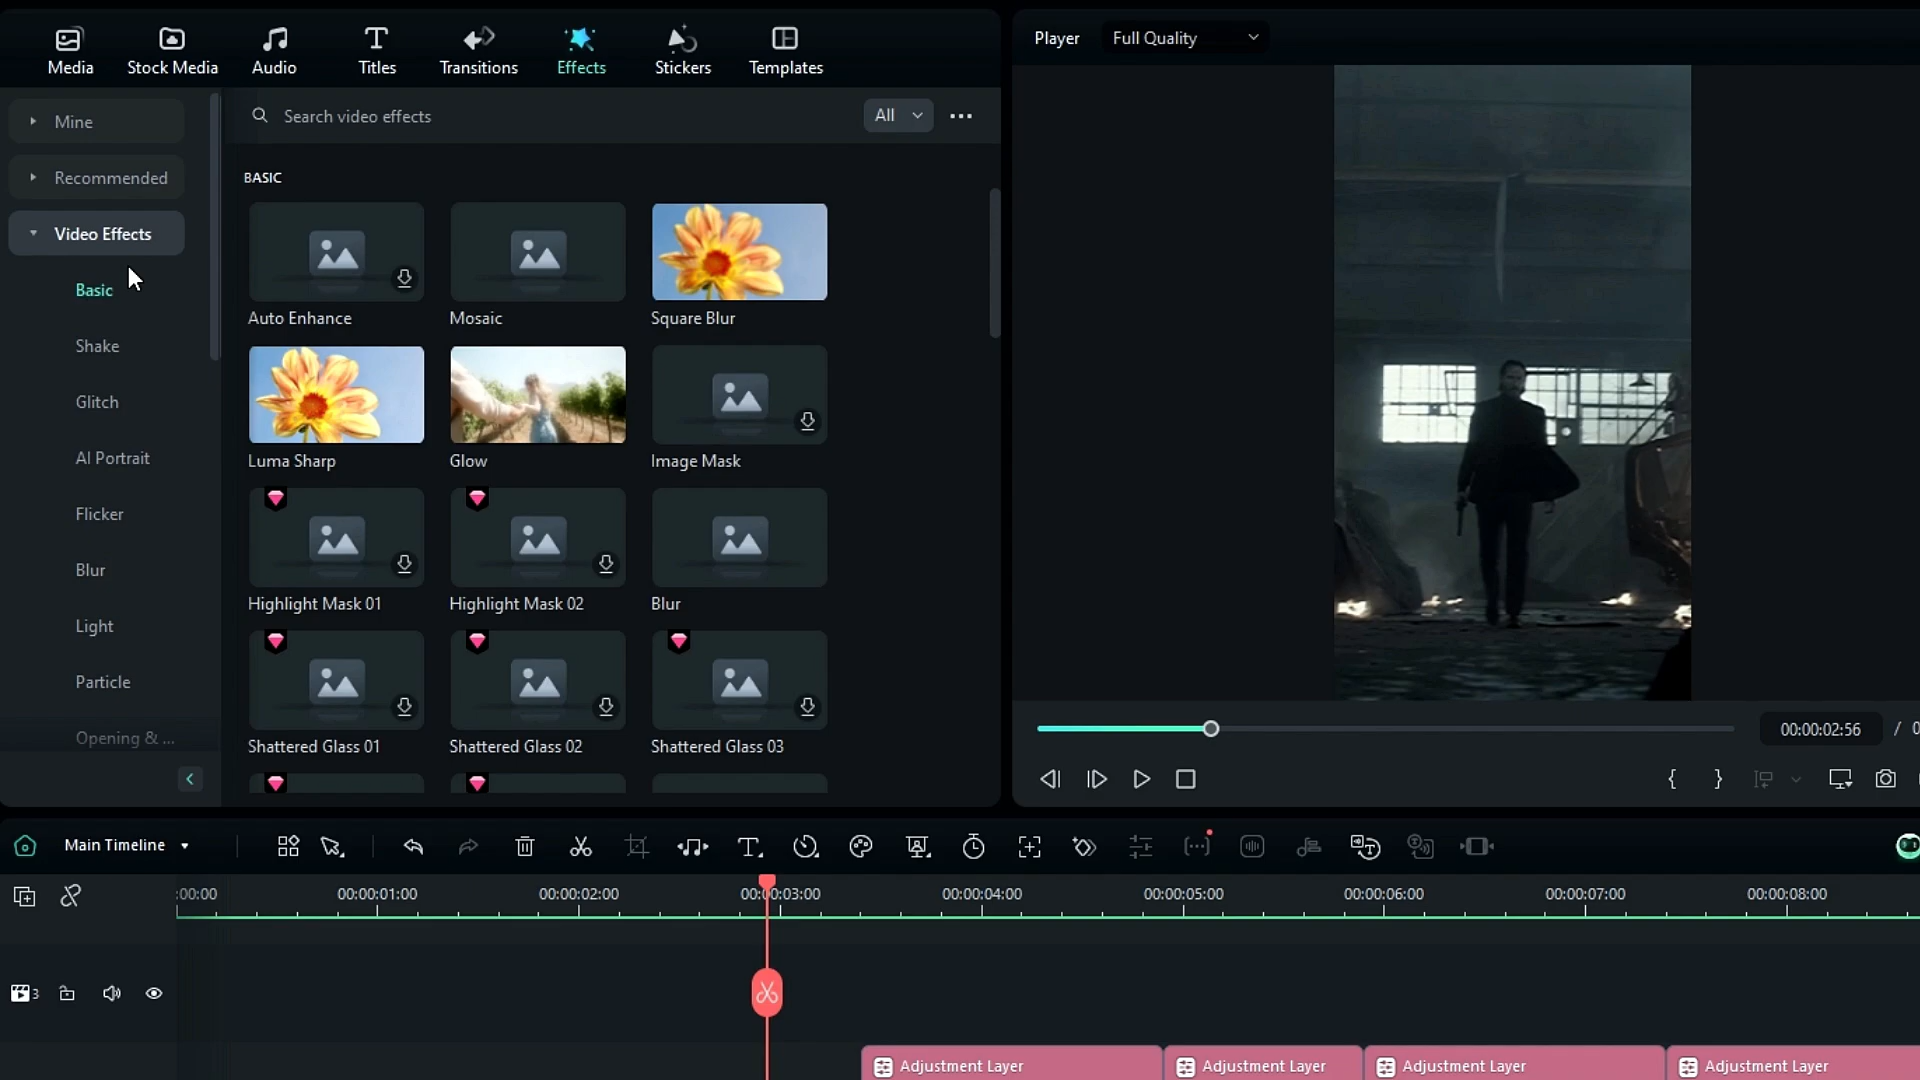 Media
Stock Media
Audio
Titles
Transitions
Effects
Stickers
Templates
Player
Full Quality
Mine
Recommended
Video Effects
Basic
Shake
Glitch
AI Portrait
Flicker
Blur
Light
Particle
Opening & ...
Search video effects
All
BASIC
Auto Enhance
Mosaic
Square Blur
Luma Sharp
Glow
Image Mask
Highlight Mask 01
Highlight Mask 02
Blur
Shattered Glass 01
Shattered Glass 02
Shattered Glass 03
00:00:02:56 / 0
Main Timeline
:00:00
00:00:01:00
00:00:02:00
00:00:03:00
00:00:04:00
00:00:05:00
00:00:06:00
00:00:07:00
00:00:08:00
3
Adjustment Layer
Adjustment Layer
Adjustment Layer
Adjustment Layer